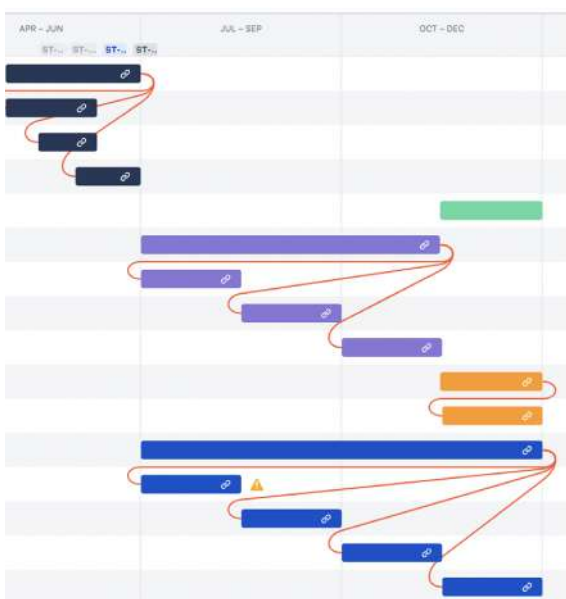 APR – JUN JUL – SEP OCT – DEC
ST-... ST-... ST-... ST-...